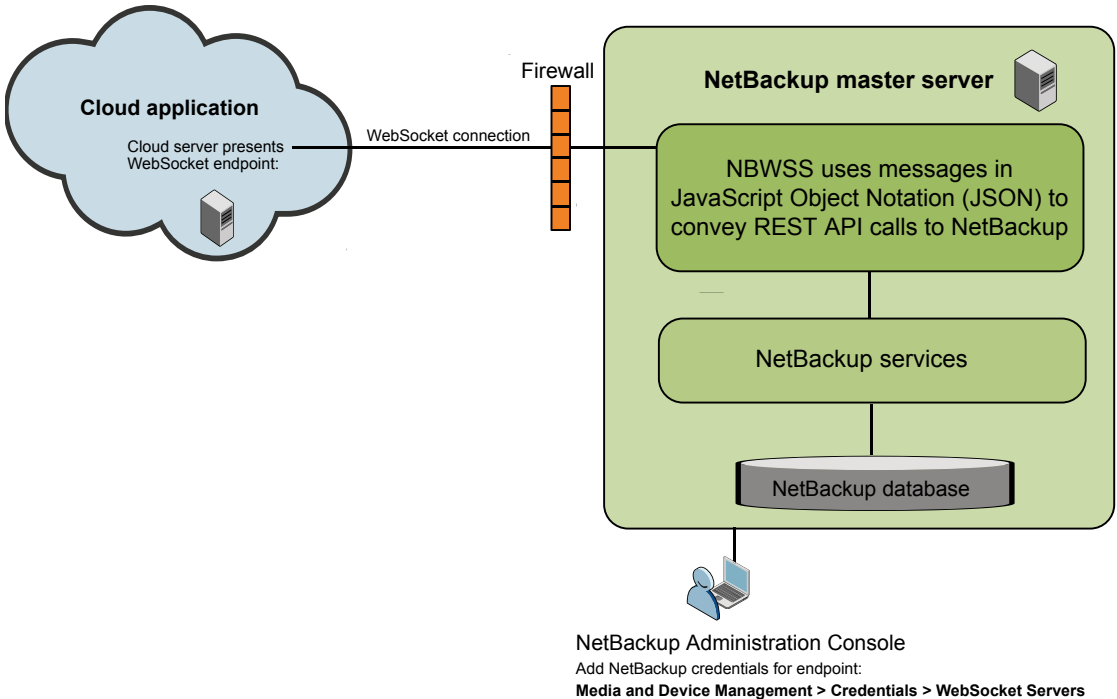 Cloud application
Cloud server presents
WebSocket endpoint:
WebSocket connection
Firewall
NetBackup master server
NBWSS uses messages in
JavaScript Object Notation (JSON) to
convey REST API calls to NetBackup
NetBackup services
NetBackup database
NetBackup Administration Console
Add NetBackup credentials for endpoint:
Media and Device Management > Credentials > WebSocket Servers